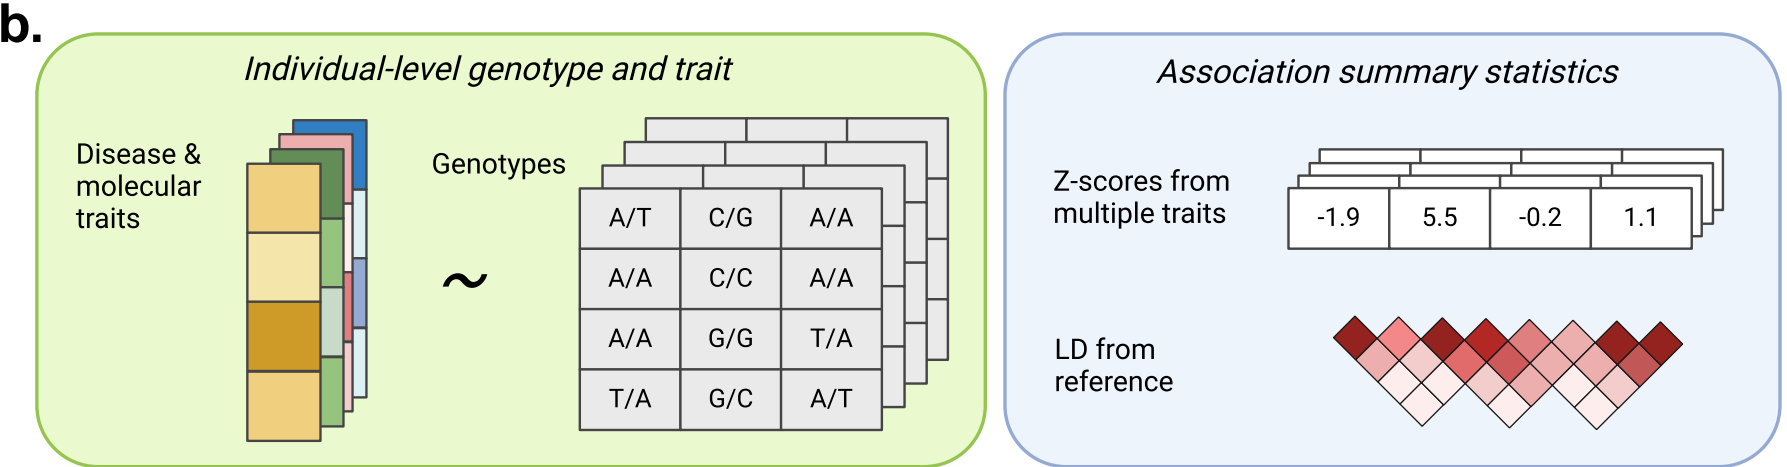 b.
Individual-level genotype and trait
Disease &
molecular
traits
Genotypes
A/T C/G A/A
A/A C/C A/A
~
A/A G/G T/A
T/A G/C A/T
Association summary statistics
Z-scores from
multiple traits
-1.9 5.5 -0.2 1.1
LD from
reference